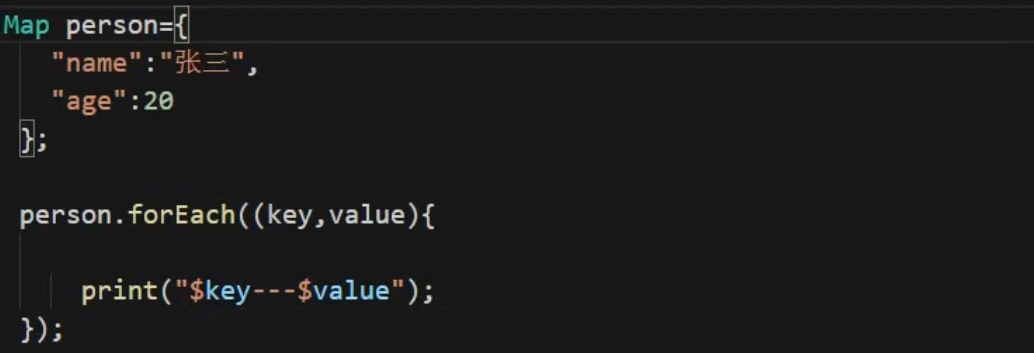 Map person={
"name":"张三",
"age":20
};
person.forEach((key,value){
print("$key---$value");
});